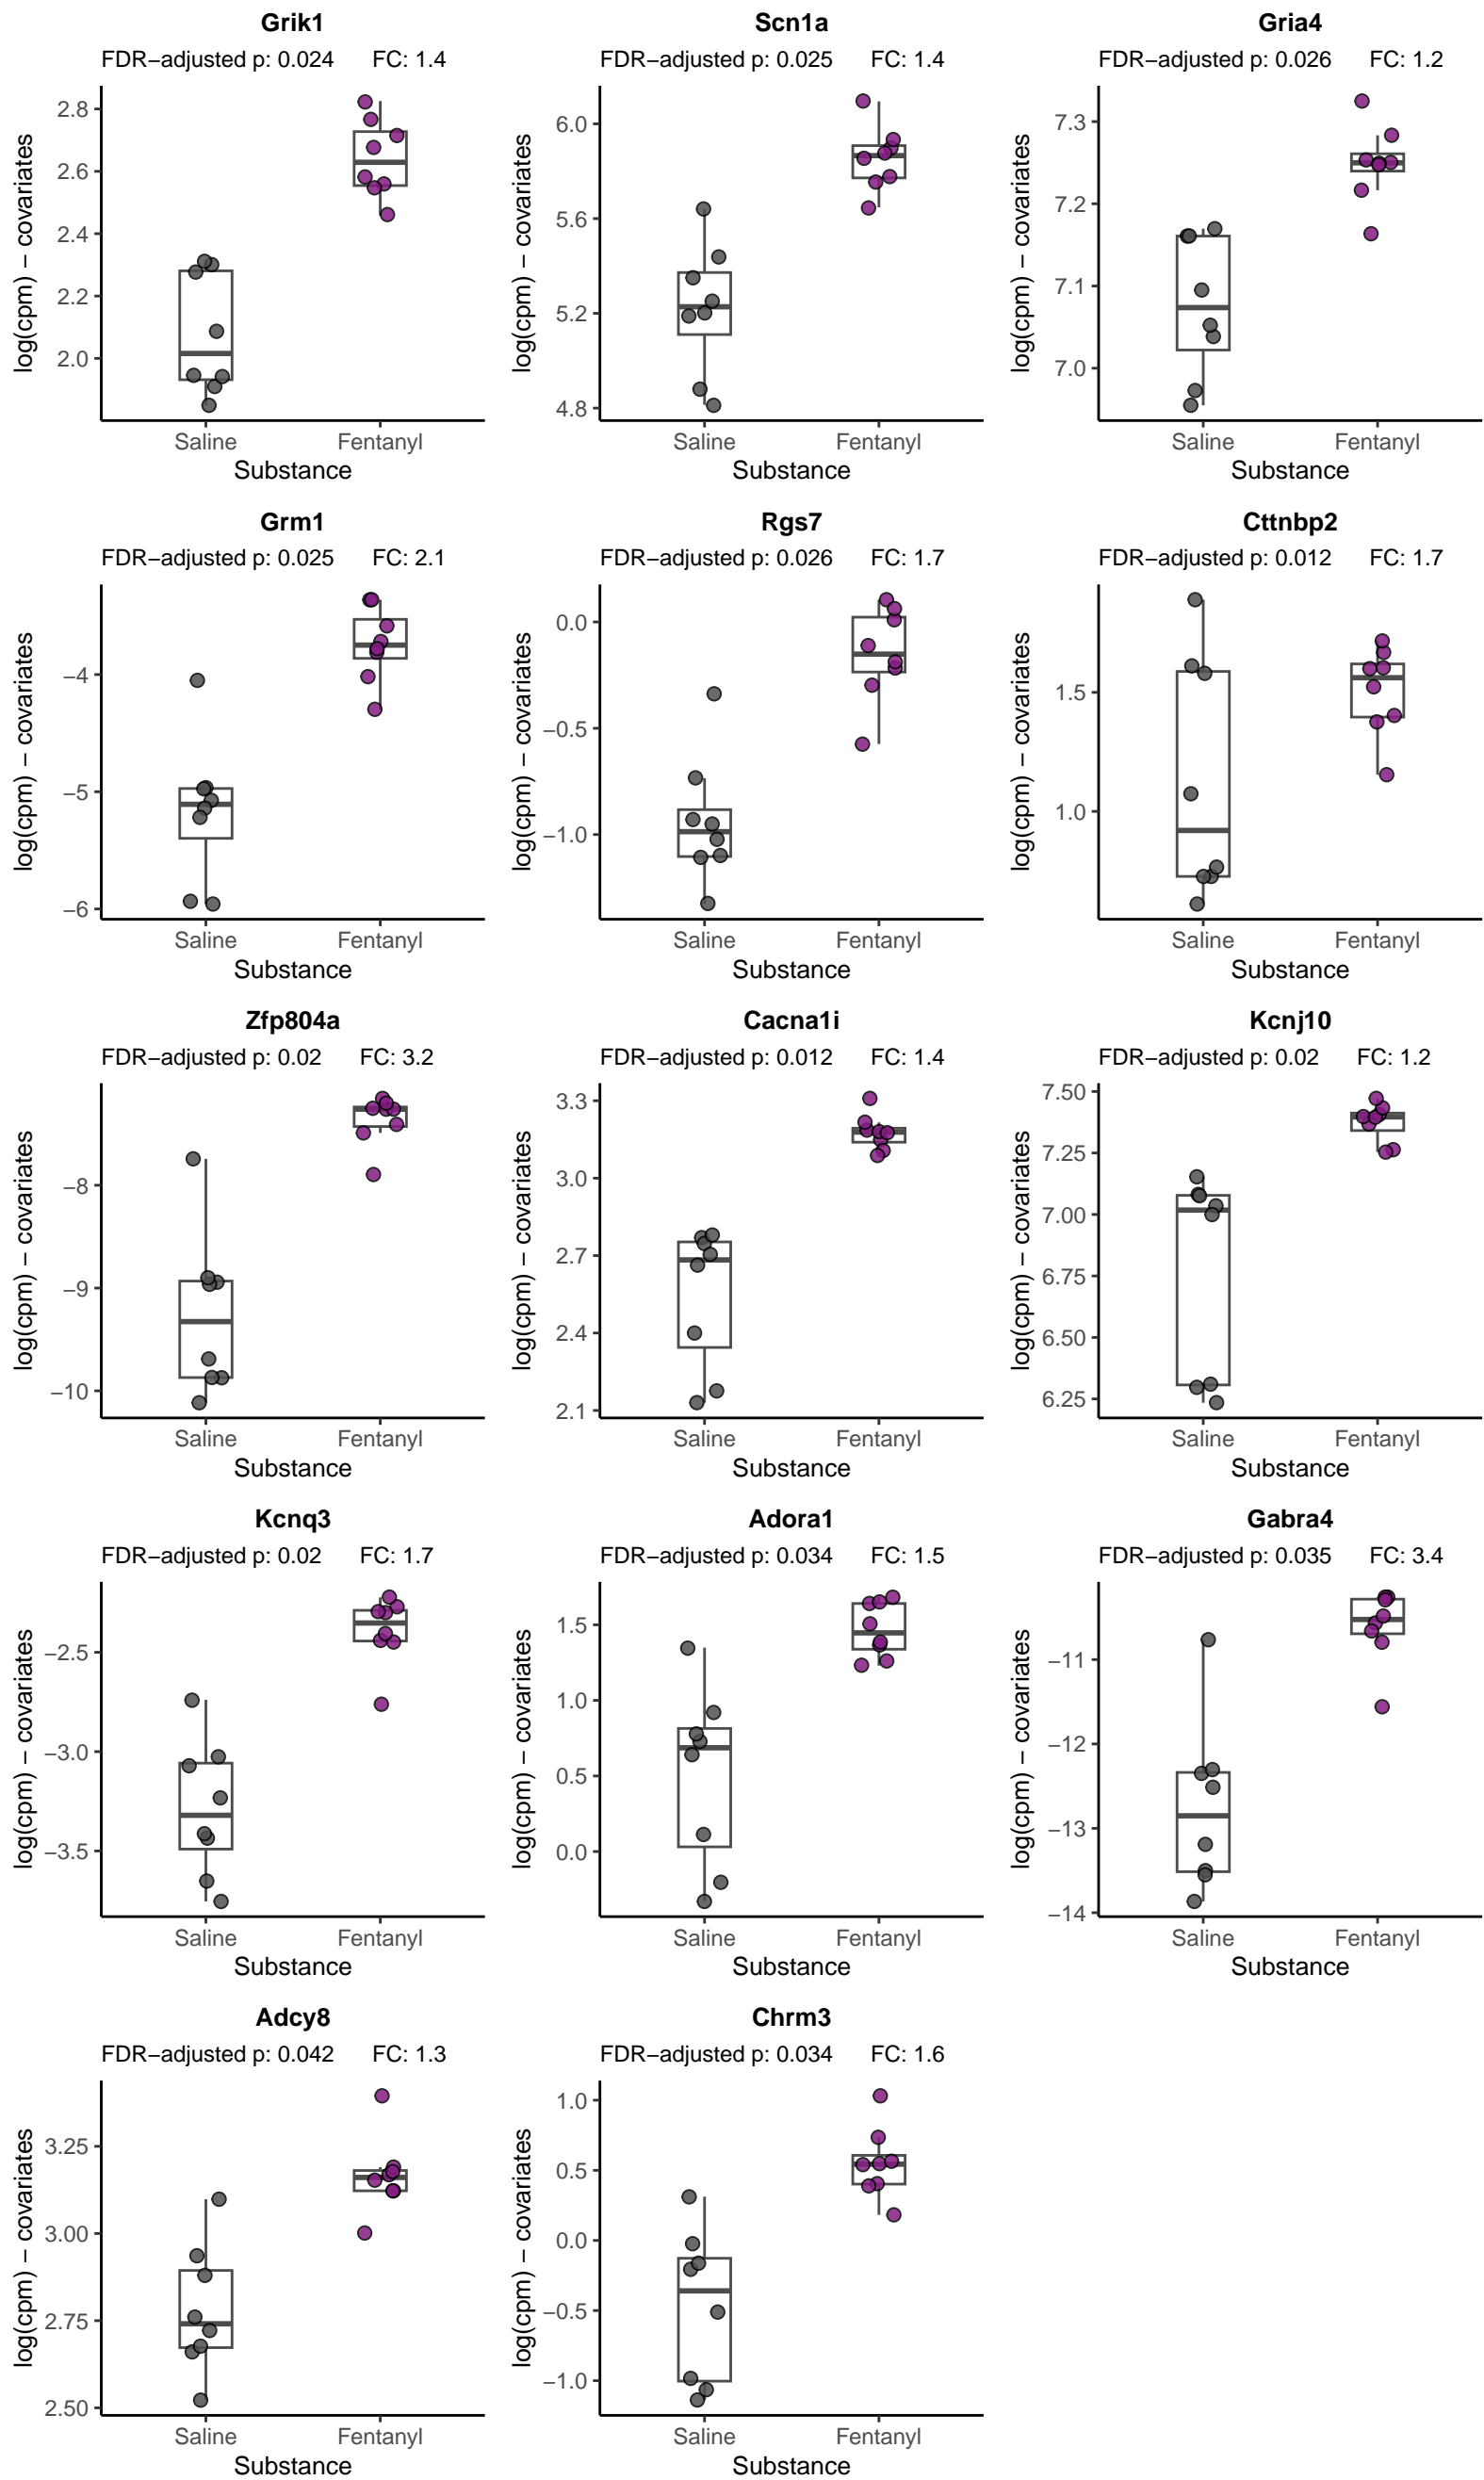 Grik1
FDR−adjusted p: 0.024 FC: 1.4
log(cpm) − covariates
2.8
2.6
2.4
2.2
2.0
Saline Fentanyl
Substance
Scn1a
FDR−adjusted p: 0.025 FC: 1.4
log(cpm) − covariates
6.0
5.6
5.2
4.8
Saline Fentanyl
Substance
Gria4
FDR−adjusted p: 0.026 FC: 1.2
log(cpm) − covariates
7.3
7.2
7.1
7.0
Saline Fentanyl
Substance
Grm1
FDR−adjusted p: 0.025 FC: 2.1
log(cpm) − covariates
−4
−5
−6
Saline Fentanyl
Substance
Rgs7
FDR−adjusted p: 0.026 FC: 1.7
log(cpm) − covariates
0.0
−0.5
−1.0
Saline Fentanyl
Substance
Cttnbp2
FDR−adjusted p: 0.012 FC: 1.7
log(cpm) − covariates
1.5
1.0
Saline Fentanyl
Substance
Zfp804a
FDR−adjusted p: 0.02 FC: 3.2
log(cpm) − covariates
−8
−9
−10
Saline Fentanyl
Substance
Cacna1i
FDR−adjusted p: 0.012 FC: 1.4
log(cpm) − covariates
3.3
3.0
2.7
2.4
2.1
Saline Fentanyl
Substance
Kcnj10
FDR−adjusted p: 0.02 FC: 1.2
log(cpm) − covariates
7.50
7.25
7.00
6.75
6.50
6.25
Saline Fentanyl
Substance
Kcnq3
FDR−adjusted p: 0.02 FC: 1.7
log(cpm) − covariates
−2.5
−3.0
−3.5
Saline Fentanyl
Substance
Adora1
FDR−adjusted p: 0.034 FC: 1.5
log(cpm) − covariates
1.5
1.0
0.5
0.0
Saline Fentanyl
Substance
Gabra4
FDR−adjusted p: 0.035 FC: 3.4
log(cpm) − covariates
−11
−12
−13
−14
Saline Fentanyl
Substance
Adcy8
FDR−adjusted p: 0.042 FC: 1.3
log(cpm) − covariates
3.25
3.00
2.75
2.50
Saline Fentanyl
Substance
Chrm3
FDR−adjusted p: 0.034 FC: 1.6
log(cpm) − covariates
1.0
0.5
0.0
−0.5
−1.0
Saline Fentanyl
Substance